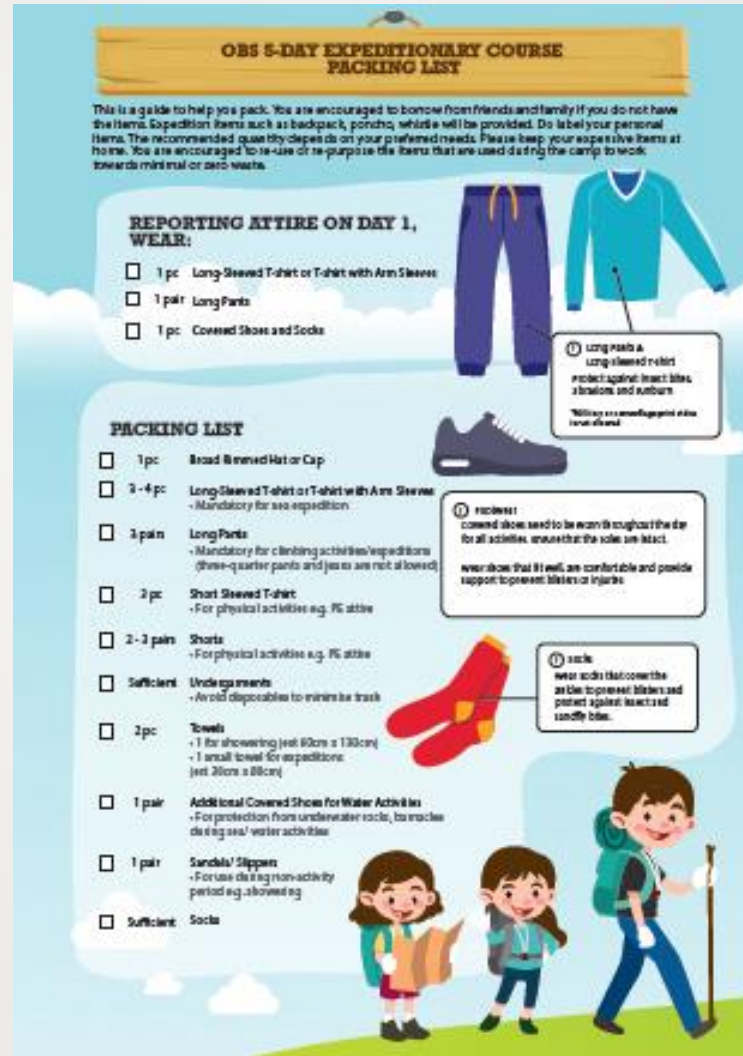 OBS 5-DAY EXPEDITIONARY COURSE
PACKING LIST
This is a guide to help you pack. You are encouraged to borrow from friends and family if you do not have
the items. Expedition items such as backpack, poncho, whistle will be provided. Do label your personal
items. The recommended quantity depends on your preferred needs. Please keep your expensive items at
home. You are encouraged to re-use or re-purpose the items that are used during the camp to work
towards minimal or zero waste.
REPORTING ATTIRE ON DAY 1,
WEAR:
1 pc Long-Sleeved T-shirt or T-shirt with Arm Sleeves
1 pair Long Pants
1 pc Covered Shoes and Socks
Long Pants &
Long-sleeved T-shirt
Protect against insect bites,
abrasions and sunburn
PACKING LIST
1 pc Broad Rimmed Hat or Cap
3 - 4 pc Long-Sleeved T-shirt or T-shirt with Arm Sleeves
• Mandatory for sea expedition
3 pairs Long Pants
• Mandatory for climbing activities/expeditions
(three-quarter pants and jeans are not allowed)
pc Short Sleeved T-shirt
• For physical activities e.g. PE attire
pairs Shorts
• For physical activities e.g. PE attire
Sufficient Undergarments
• Avoid disposables to minimise trash
2 pc Towels
• 1 for showering
• 1 small towel for expeditions
1 pair Additional Covered Shoes for Water Activities
• For protection from underwater rocks, barnacles
during sea/ water activities
1 pair Sandals/ Slippers
• For use during non-activity
period e.g. showering
Sufficient Socks
Footwear
Covered shoes need to be worn throughout the day
for all activities. Ensure that the soles are intact.
Wear shoes that fit well, are comfortable and provide
support to prevent blisters or injuries
Socks
Wear socks that cover the
ankles to prevent blisters and
protect against insect and
sandfly bites.